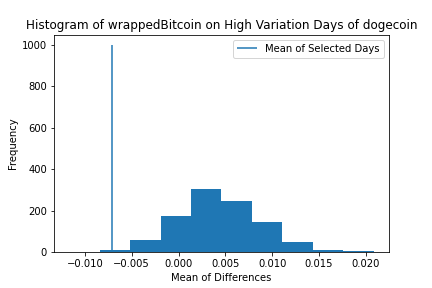 Histogram of wrappedBitcoin on High Variation Days of dogecoin
Mean of Selected Days
1000
800
600
400
200
0
Frequency
-0.010 -0.005 0.000 0.005 0.010 0.015 0.020
Mean of Differences